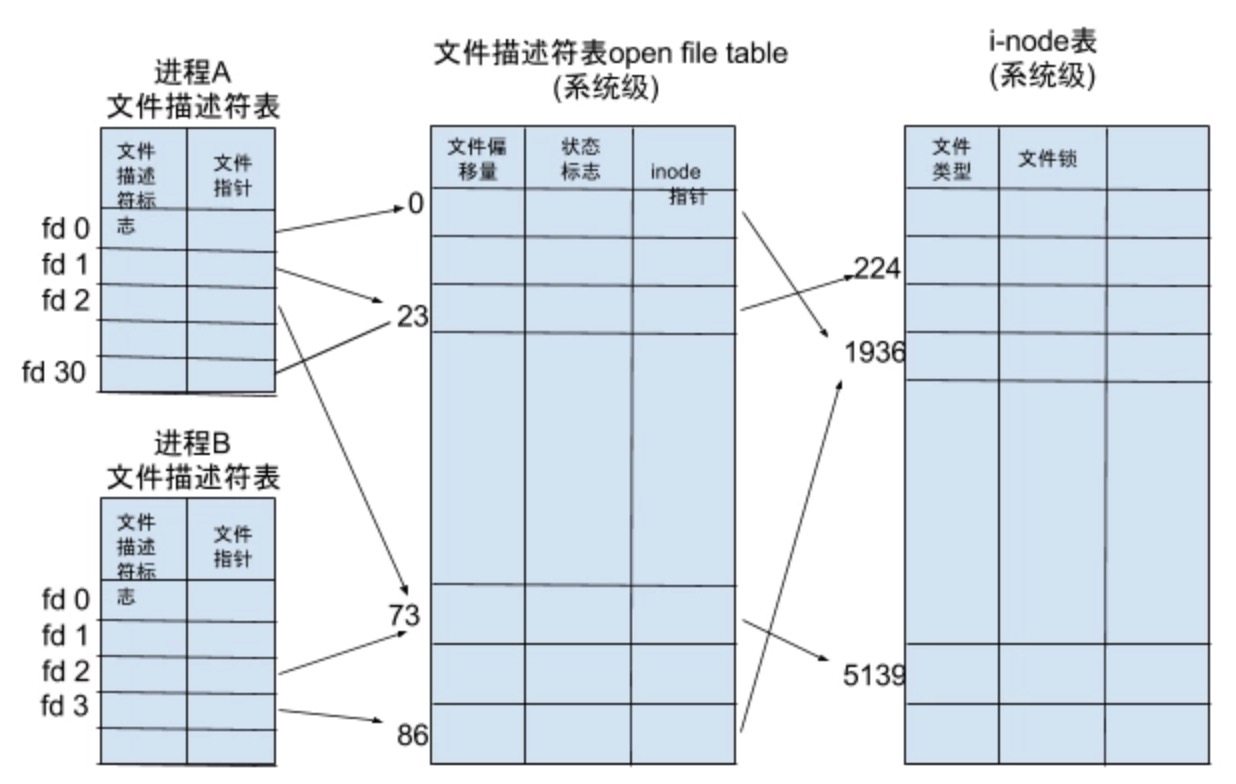 进程A
文件描述符表
文件
描述
符标
志
文件
指针
fd 0
fd 1
fd 2
fd 30
进程B
文件描述符表
文件
描述
符标
志
文件
指针
fd 0
fd 1
fd 2
fd 3
文件描述符表open file table
(系统级)
文件偏
移量
状态
标志
inode
指针
0
23
73
86
i-node表
(系统级)
文件
类型
文件锁
224
1936
5139